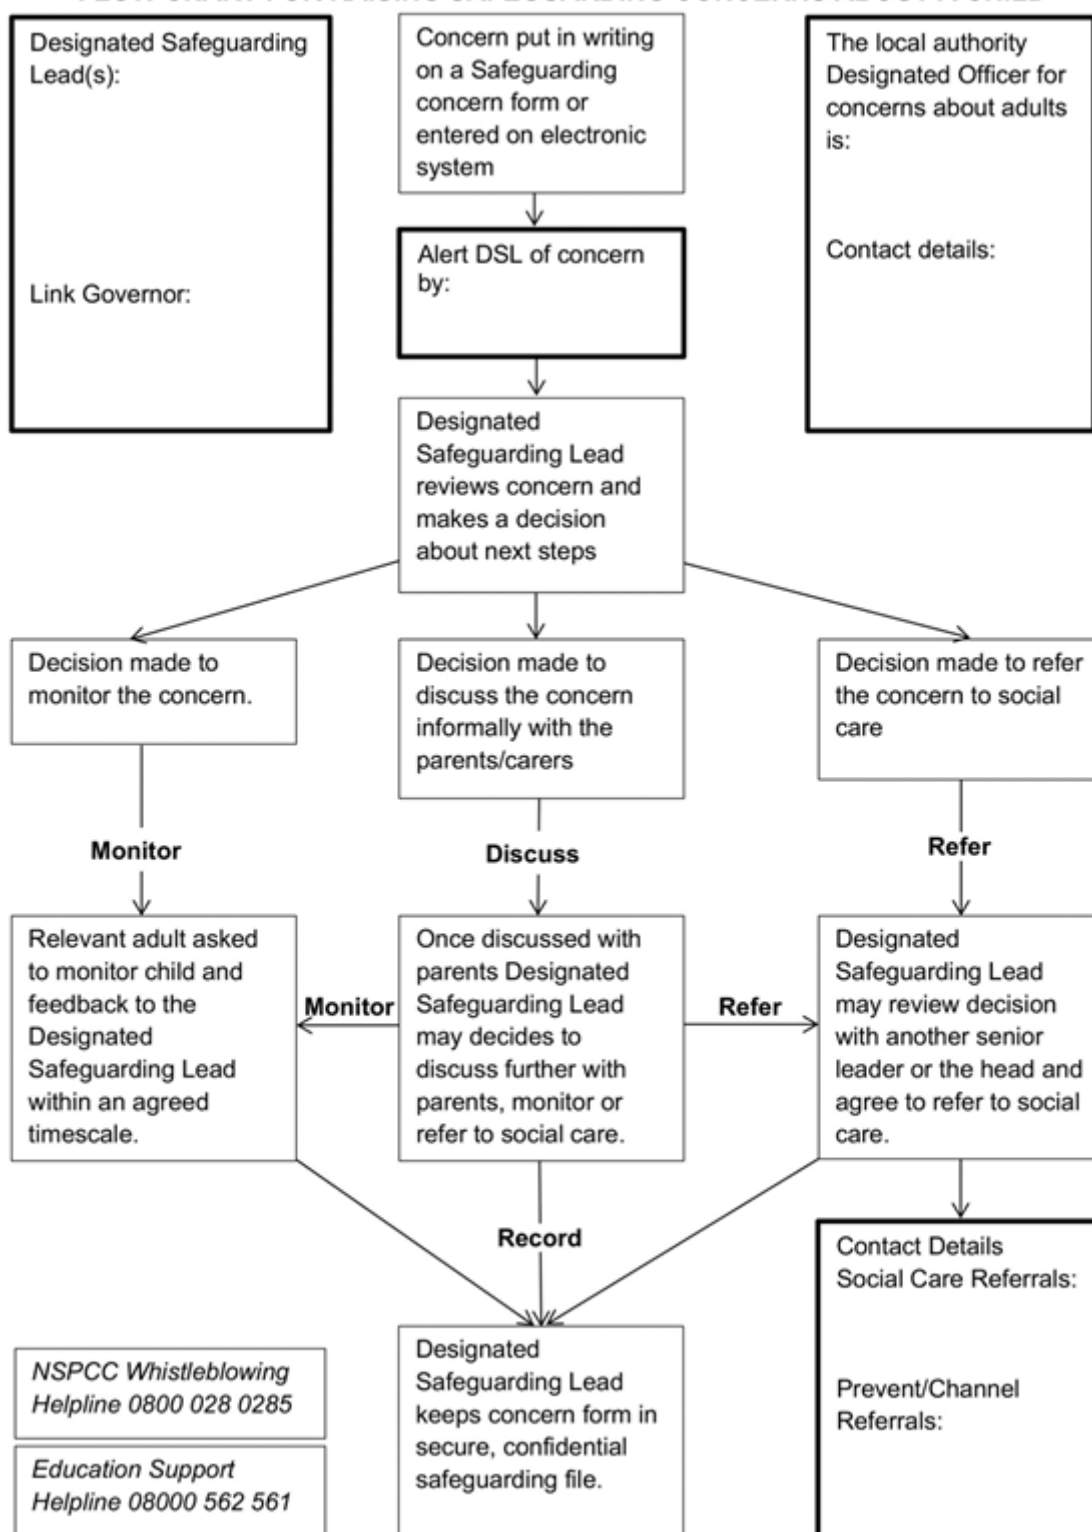 FLOW CHART FOR RAISING SAFEGUARDING CONCERNS ABOUT A CHILD
Designated Safeguarding
Lead(s):
Link Governor:
Concern put in writing
on a Safeguarding
concern form or
entered on electronic
system
The local authority
Designated Officer for
concerns about adults
is:
Contact details:
Alert DSL of concern
by:
Designated
Safeguarding Lead
reviews concern and
makes a decision
about next steps
Decision made to
monitor the concern.
Decision made to
discuss the concern
informally with the
parents/carers
Decision made to refer
the concern to social
care
Monitor
Discuss
Refer
Relevant adult asked
to monitor child and
feedback to the
Designated
Safeguarding Lead
within an agreed
timescale.
Monitor
Once discussed with
parents Designated
Safeguarding Lead
may decides to
discuss further with
parents, monitor or
refer to social care.
Refer
Designated
Safeguarding Lead
may review decision
with another senior
leader or the head and
agree to refer to social
care.
Record
Contact Details
Social Care Referrals:
Prevent/Channel
Referrals:
Designated
Safeguarding Lead
keeps concern form in
secure, confidential
safeguarding file.
NSPCC Whistleblowing
Helpline 0800 028 0285
Education Support
Helpline 08000 562 561